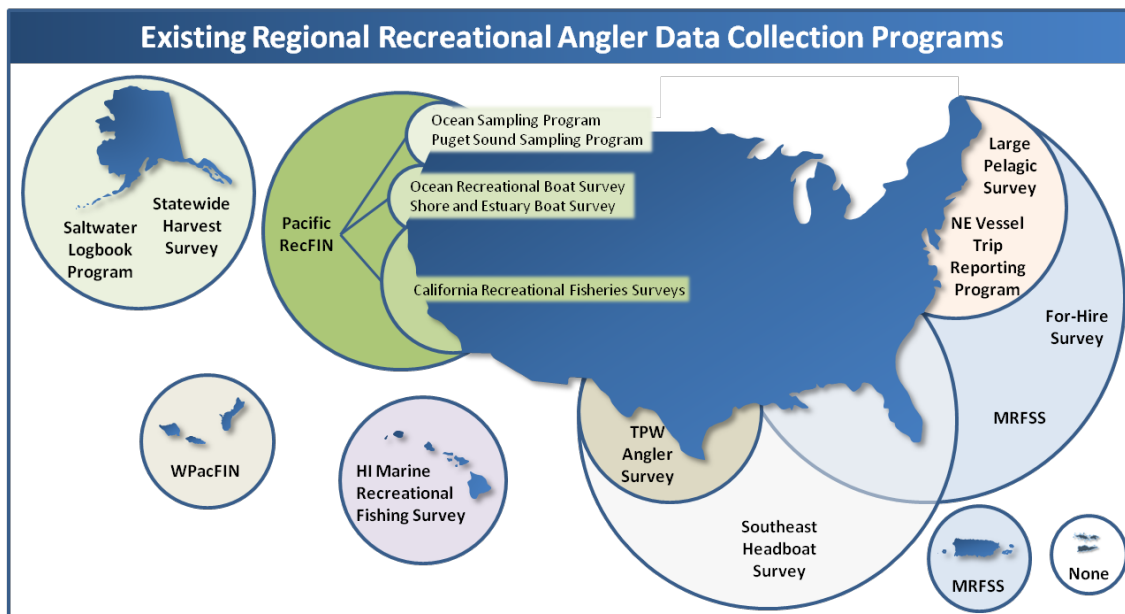 Existing Regional Recreational Angler Data Collection Programs
Saltwater
Logbook
Program
Statewide
Harvest
Survey
Pacific
RecFIN
Ocean Sampling Program
Puget Sound Sampling Program
Ocean Recreational Boat Survey
Shore and Estuary Boat Survey
California Recreational Fisheries Surveys
Large
Pelagic
Survey
NE Vessel
Trip
Reporting
Program
For-Hire
Survey
MRFSS
WPacFIN
HI Marine
Recreational
Fishing Survey
TPW
Angler
Survey
Southeast
Headboat
Survey
MRFSS
None